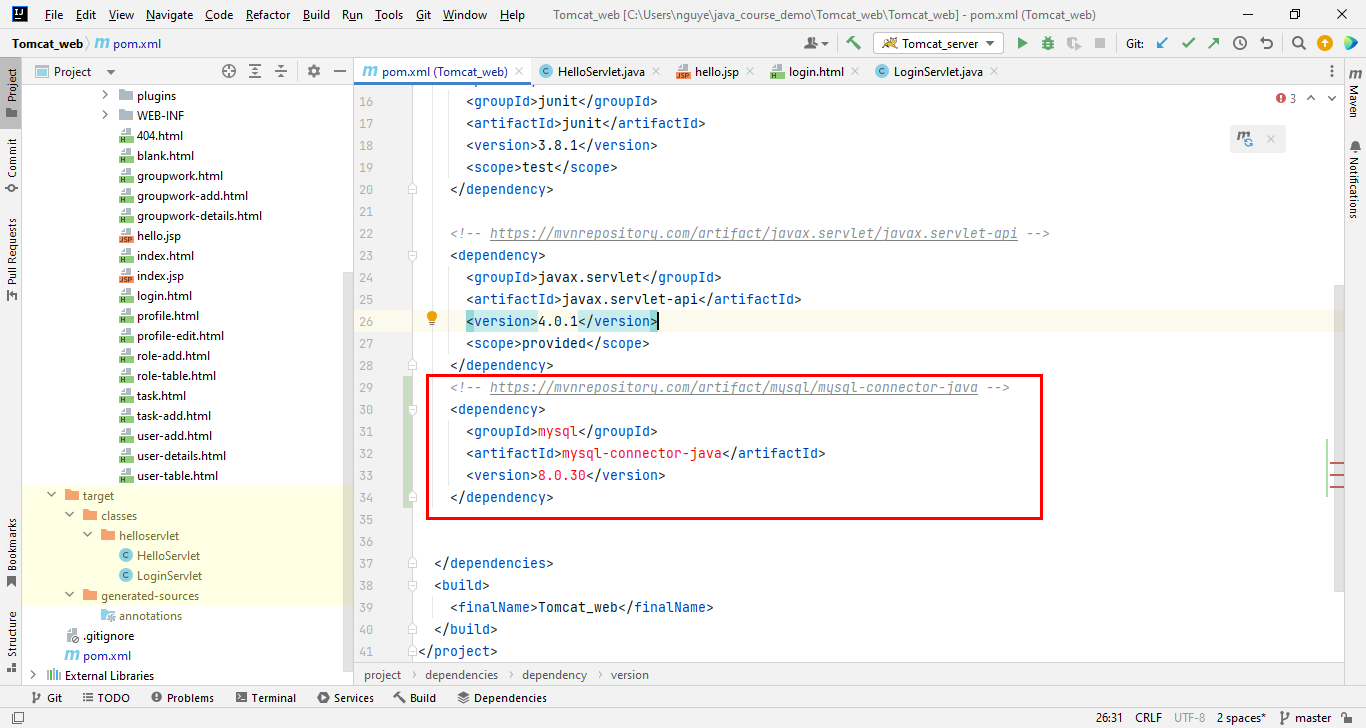 File Edit View Navigate Code Refactor Build Run Tools Git Window Help Tomcat_web [C:\Users\nguye\java_course_demo\Tomcat_web\Tomcat_web] - pom.xml (Tomcat_web)
Tomcat_web pom.xml Tomcat_server Git:
Project
pom.xml (Tomcat_web) HelloServlet.java hello.jsp login.html LoginServlet.java
Project
Commit
Pull Requests
Bookmarks
Structure
plugins
WEB-INF
404.html
blank.html
groupwork.html
groupwork-add.html
groupwork-details.html
hello.jsp
index.html
index.jsp
login.html
profile.html
profile-edit.html
role-add.html
role-table.html
task.html
task-add.html
user-add.html
user-details.html
user-table.html
target
classes
helloservlet
HelloServlet
LoginServlet
generated-sources
annotations
.gitignore
pom.xml
External Libraries
3
16 <groupId>junit</groupId>
17 <artifactId>junit</artifactId>
18 <version>3.8.1</version>
19 <scope>test</scope>
20 </dependency>
21
22 <!-- https://mvnrepository.com/artifact/javax.servlet/javax.servlet-api -->
23 <dependency>
24 <groupId>javax.servlet</groupId>
25 <artifactId>javax.servlet-api</artifactId>
26 <version>4.0.1</version>
27 <scope>provided</scope>
28 </dependency>
29 <!-- https://mvnrepository.com/artifact/mysql/mysql-connector-java -->
30 <dependency>
31 <groupId>mysql</groupId>
32 <artifactId>mysql-connector-java</artifactId>
33 <version>8.0.30</version>
34 </dependency>
35
36
37 </dependencies>
38 <build>
39 <finalName>Tomcat_web</finalName>
40 </build>
41 </project>
project dependencies dependency version
Maven
Notifications
Git TODO Problems Terminal Services Build Dependencies
26:31 CRLF UTF-8 2 spaces* master